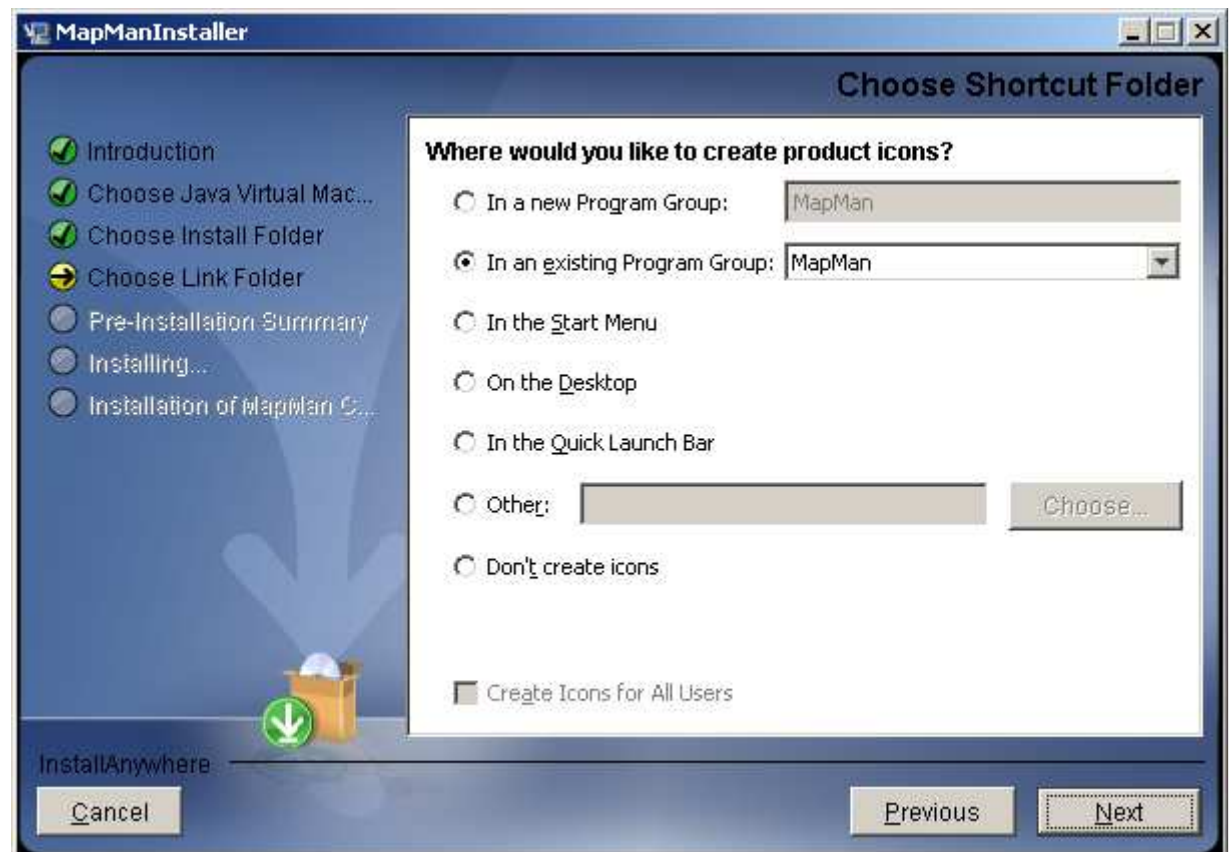 MapManInstaller
Choose Shortcut Folder
Introduction
Choose Java Virtual Mac...
Choose Install Folder
Choose Link Folder
Pre-Installation Summary
Installing...
Installation of MapMan C...
Where would you like to create product icons?
In a new Program Group: MapMan
In an existing Program Group: MapMan
In the Start Menu
On the Desktop
In the Quick Launch Bar
Other: Choose...
Don't create icons
Create Icons for All Users
InstallAnywhere
Cancel Previous Next